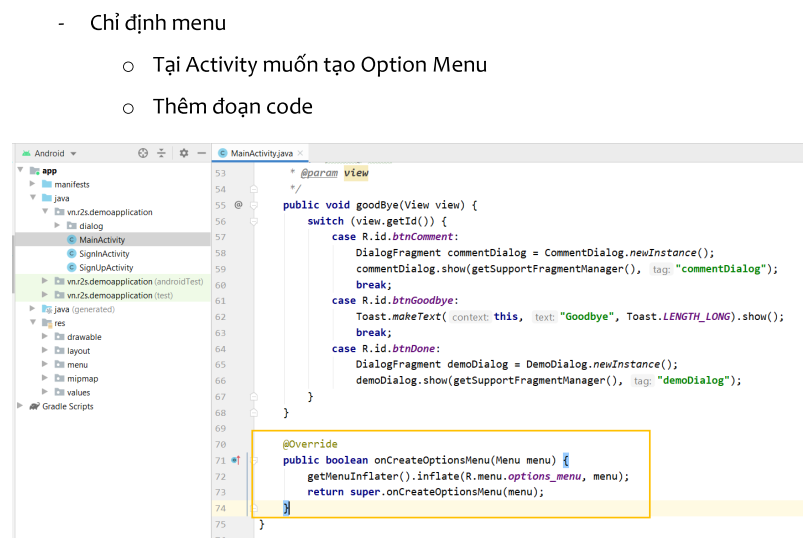 - Chỉ định menu
o Tại Activity muốn tạo Option Menu
o Thêm đoạn code
Android
MainActivity.java
app
manifests
java
vn.r2s.demoapplication
dialog
MainActivity
SignInActivity
SignUpActivity
vn.r2s.demoapplication (androidTest)
vn.r2s.demoapplication (test)
java (generated)
res
drawable
layout
menu
mipmap
values
Gradle Scripts
53 * @param view
54 */
55 @ public void goodBye(View view) {
56 switch (view.getId()) {
57 case R.id.btnComment:
58 DialogFragment commentDialog = CommentDialog.newInstance();
59 commentDialog.show(getSupportFragmentManager(), tag: "commentDialog");
60 break;
61 case R.id.btnGoodbye:
62 Toast.makeText( context: this, text: "Goodbye", Toast.LENGTH_LONG).show();
63 break;
64 case R.id.btnDone:
65 DialogFragment demoDialog = DemoDialog.newInstance();
66 demoDialog.show(getSupportFragmentManager(), tag: "demoDialog");
67 }
68 }
69
70 @Override
71 public boolean onCreateOptionsMenu(Menu menu) {
72 getMenuInflater().inflate(R.menu.options_menu, menu);
73 return super.onCreateOptionsMenu(menu);
74 }
75 }